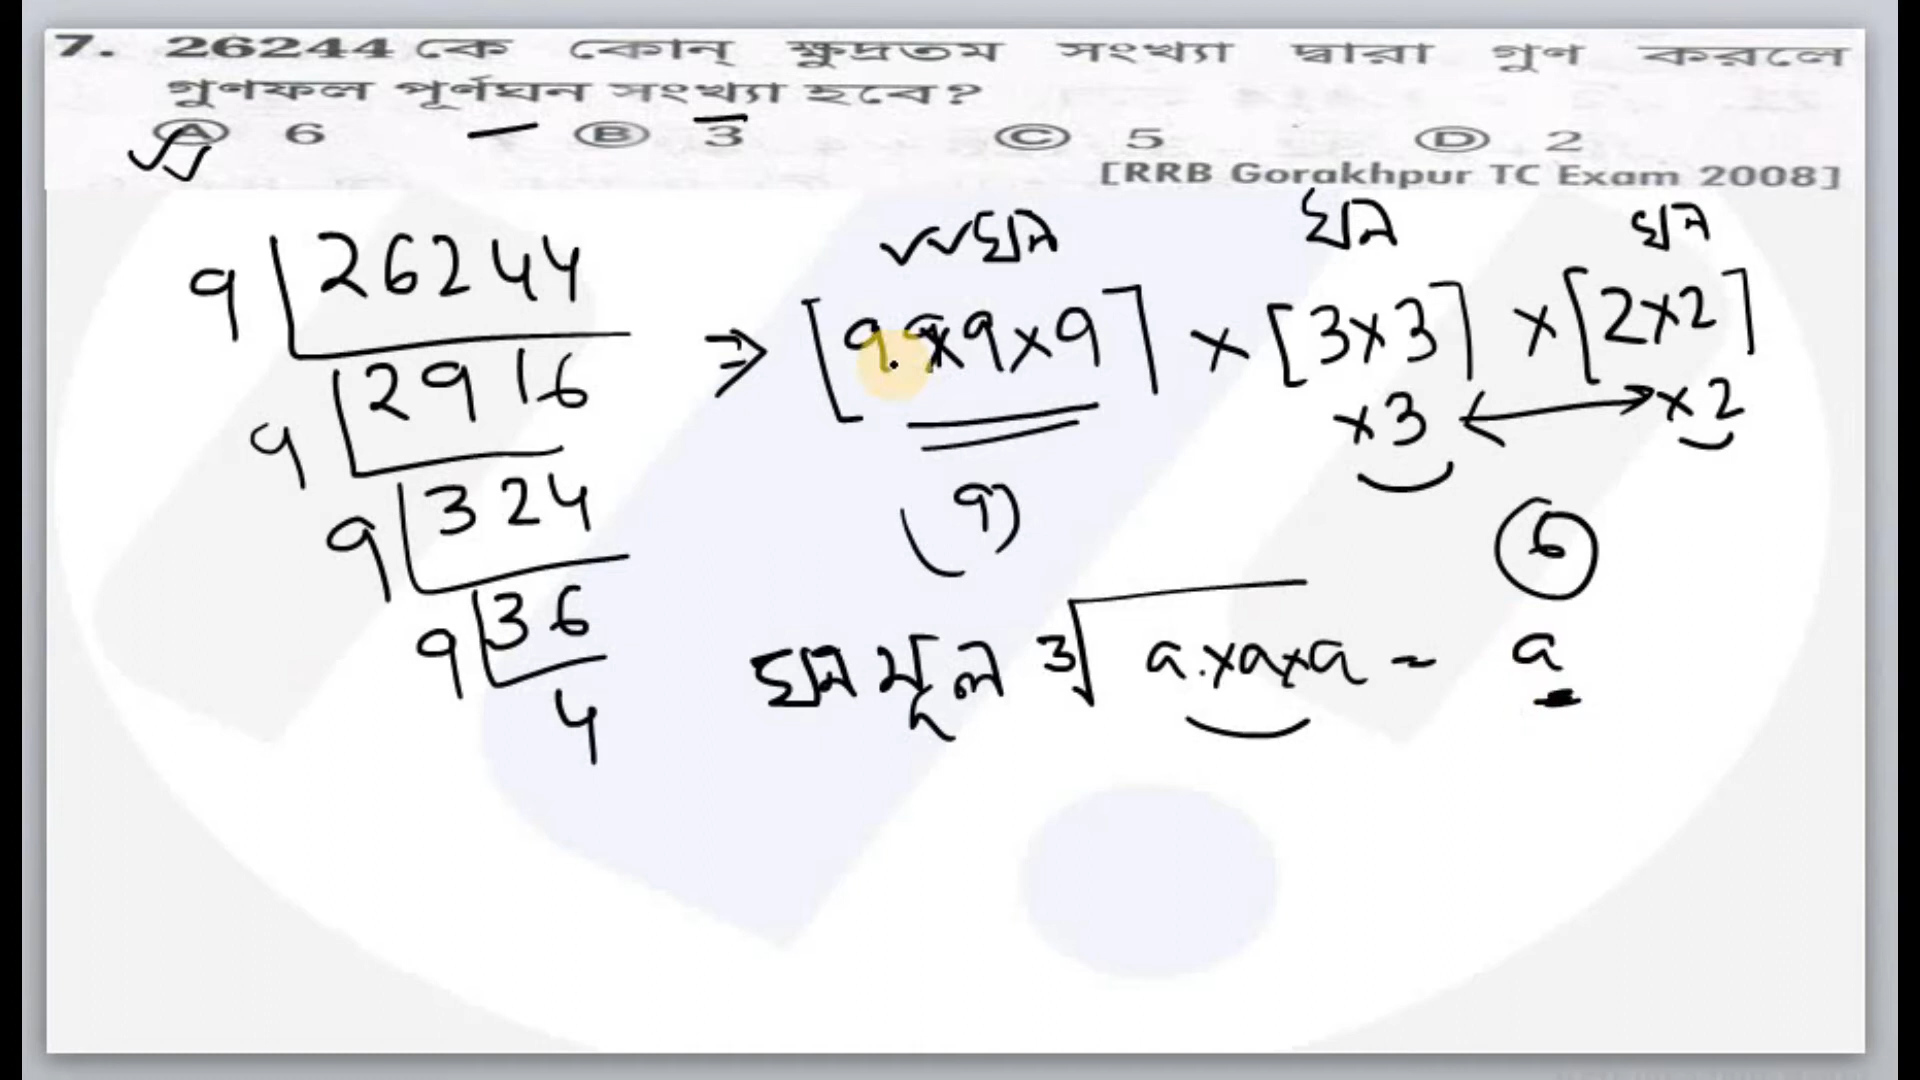 7. 26244 কে কোন্ ক্ষুদ্রতম সংখ্যা দ্বারা গুণ করলে
গুণফল পূর্ণঘন সংখ্যা হবে?
Ⓐ 6 Ⓑ 3 Ⓒ 5 Ⓓ 2
[RRB Gorakhpur TC Exam 2008]
ঘন ঘন ঘন
9 26244
⇒ [9×9×9] × [3×3] × [2×2]
9 2916
×3 ×2
9 324
(9)
6
9 36
4
ঘন মূল ³√a.×a×a = a